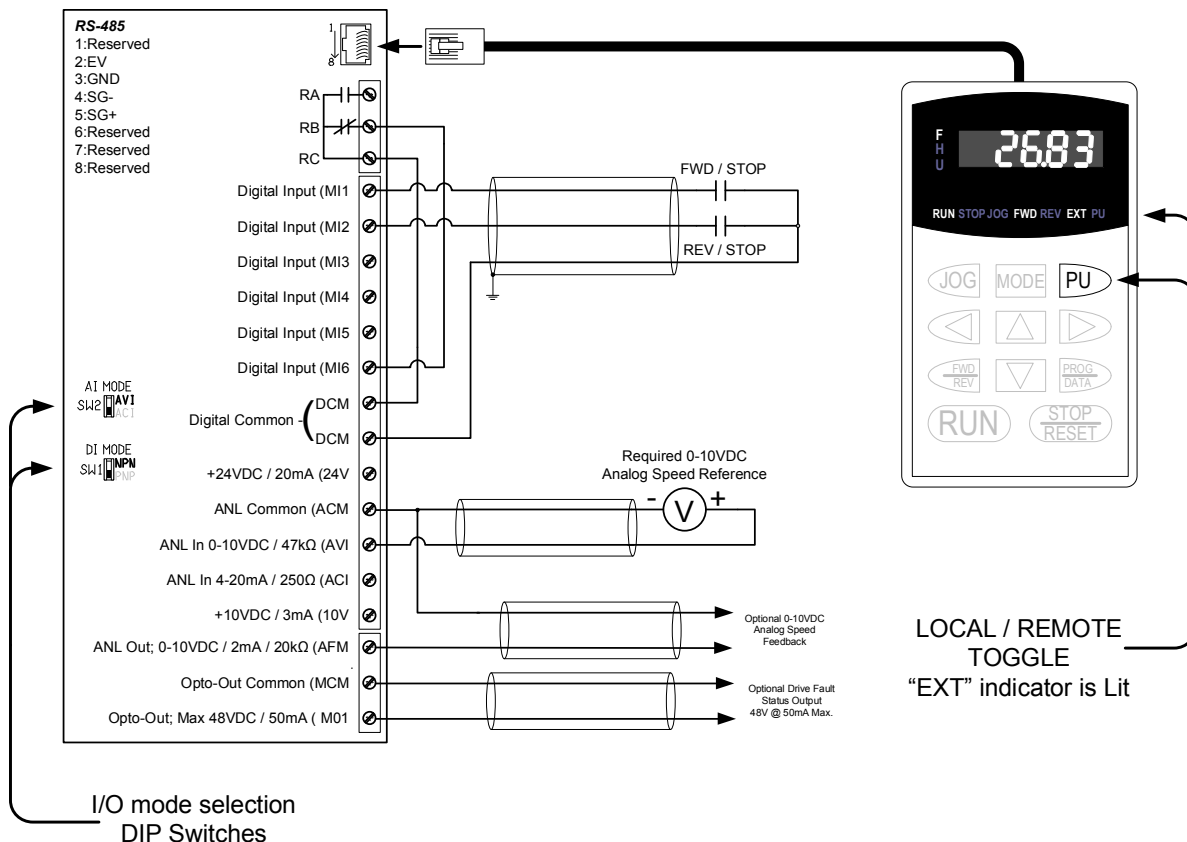 RS-485
1:Reserved
2:EV
3:GND
4:SG-
5:SG+
6:Reserved
7:Reserved
8:Reserved
1
8
RA
RB
RC
Digital Input (MI1
Digital Input (MI2
Digital Input (MI3
Digital Input (MI4
Digital Input (MI5
Digital Input (MI6
Digital Common -(
DCM
DCM
+24VDC / 20mA (24V
ANL Common (ACM
ANL In 0-10VDC / 47kΩ (AVI
ANL In 4-20mA / 250Ω (ACI
+10VDC / 3mA (10V
ANL Out; 0-10VDC / 2mA / 20kΩ (AFM
Opto-Out Common (MCM
Opto-Out; Max 48VDC / 50mA ( M01
AI MODE
SW2 AVI
ACI
DI MODE
SW1 NPN
PNP
I/O mode selection
DIP Switches
FWD / STOP
REV / STOP
Required 0-10VDC
Analog Speed Reference
- V +
Optional 0-10VDC
Analog Speed
Feedback
Optional Drive Fault
Status Output
48V @ 50mA Max.
F
H
U
26.83
RUN STOP JOG FWD REV EXT PU
JOG MODE PU
FWD
REV
PROG
DATA
RUN
STOP
RESET
LOCAL / REMOTE
TOGGLE
“EXT” indicator is Lit